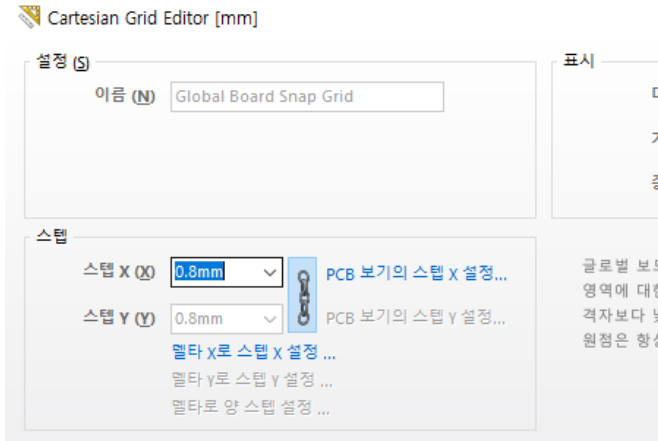 Cartesian Grid Editor [mm]
설정 (S)
이름 (N) Global Board Snap Grid
표시
스텝
스텝 X (X) 0.8mm PCB 보기의 스텝 X 설정...
스텝 Y (Y) 0.8mm PCB 보기의 스텝 Y 설정...
델타 X로 스텝 X 설정 ...
델타 Y로 스텝 Y 설정 ...
델타로 양 스텝 설정 ...
글로벌
영역에
격자보다
원점은